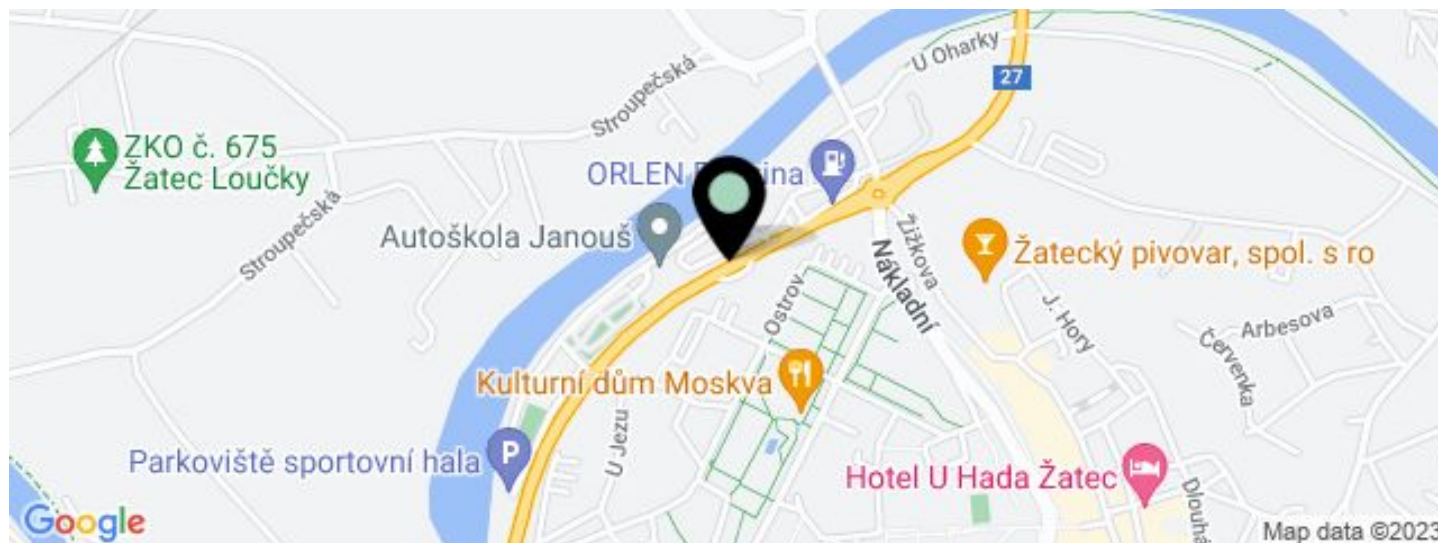 U Oharky
27
Stroupečská
ZKO č. 675
Žatec Loučky
ORLEN
Stroupečská
Autoškola Janouš
Žižkova
Nákladní
Žatecký pivovar, spol. s ro
Ostrov
J. Hory
Arbesova
Červenka
Kulturní dům Moskva
U Jezu
P
Parkoviště sportovní hala
Hotel U Hada Žatec
Dlouhá
Google
Map data ©2023